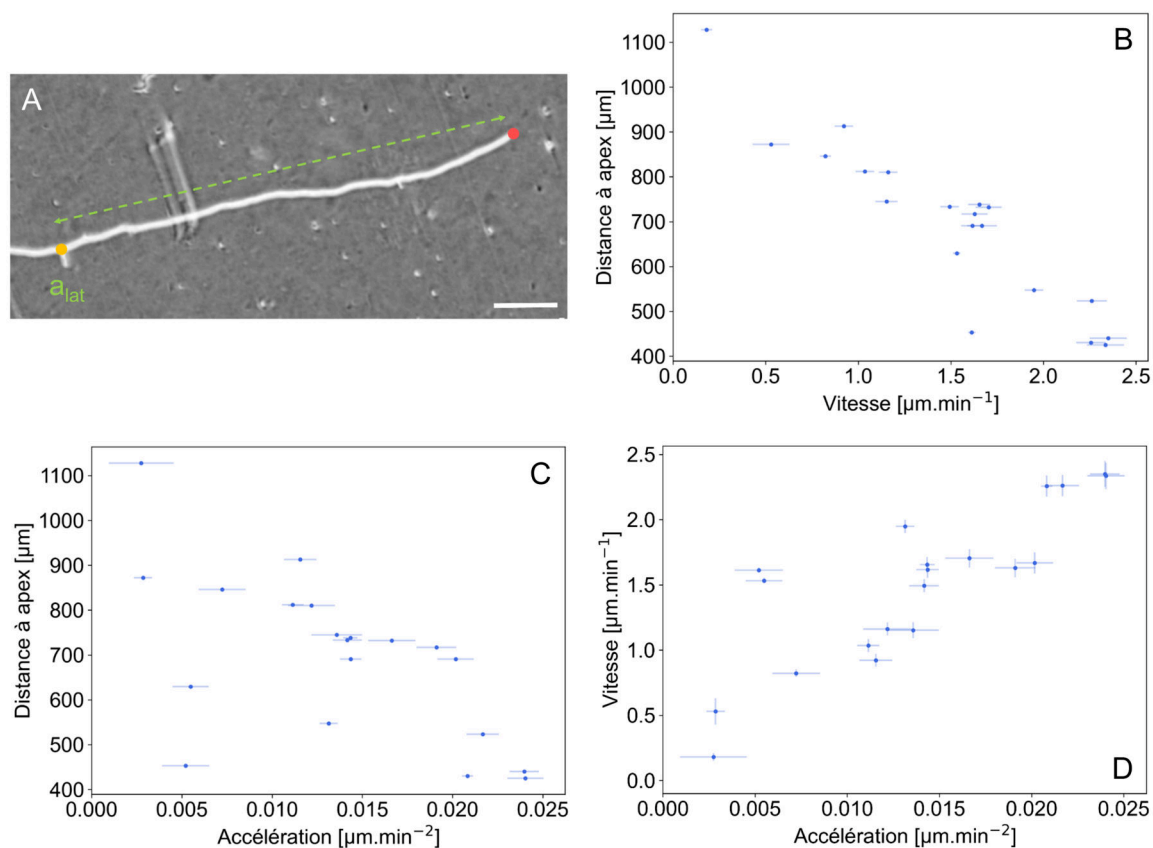 A
a_lat
B
Distance à apex [µm]
1100
1000
900
800
700
600
500
400
0.0 0.5 1.0 1.5 2.0 2.5
Vitesse [µm.min⁻¹]
C
Distance à apex [µm]
1100
1000
900
800
700
600
500
400
0.000 0.005 0.010 0.015 0.020 0.025
Accélération [µm.min⁻²]
D
Vitesse [µm.min⁻¹]
2.5
2.0
1.5
1.0
0.5
0.0
0.000 0.005 0.010 0.015 0.020 0.025
Accélération [µm.min⁻²]